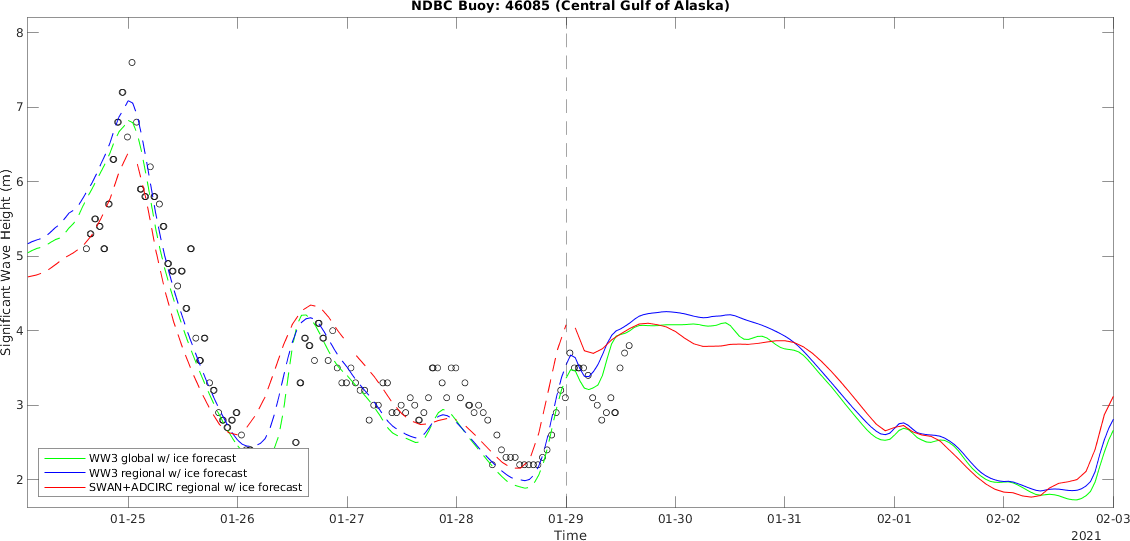 NDBC Buoy: 46085 (Central Gulf of Alaska)
Significant Wave Height (m)
8
7
6
5
4
3
2
WW3 global w/ ice forecast
WW3 regional w/ ice forecast
SWAN+ADCIRC regional w/ ice forecast
01-25 01-26 01-27 01-28 01-29 01-30 01-31 02-01 02-02 02-03
Time
2021